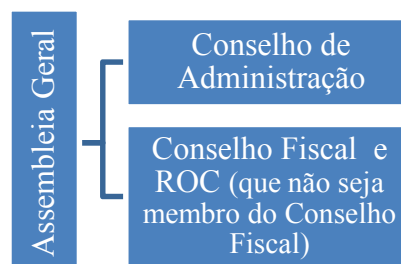 Assembleia Geral
Conselho de
Administração
Conselho Fiscal e
ROC (que não seja
membro do Conselho
Fiscal)